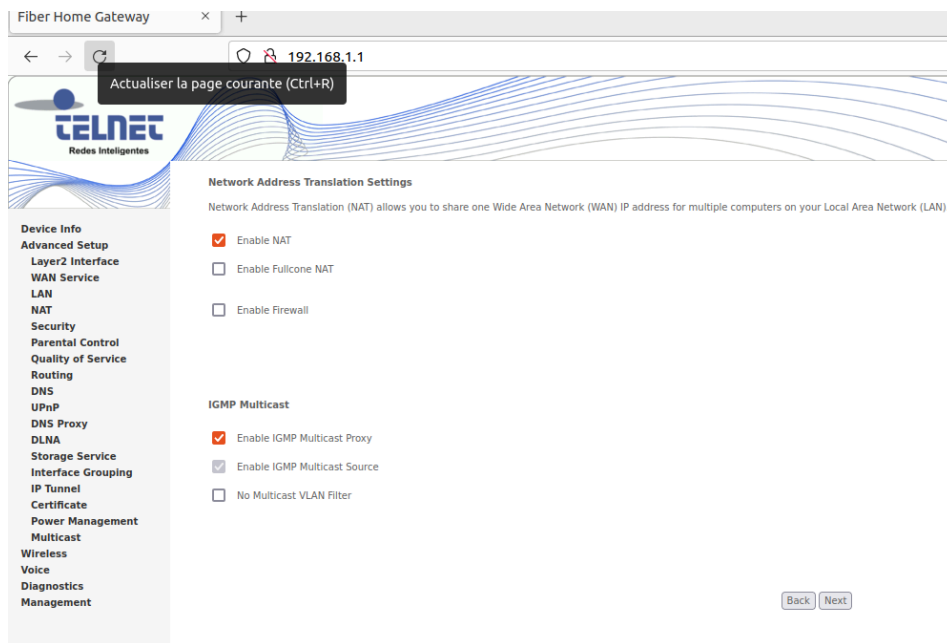 Fiber Home Gateway × +
192.168.1.1
Actualiser la page courante (Ctrl+R)
TELNET
Redes Inteligentes
Network Address Translation Settings
Network Address Translation (NAT) allows you to share one Wide Area Network (WAN) IP address for multiple computers on your Local Area Network (LAN)
Device Info
Advanced Setup
Layer2 Interface
WAN Service
LAN
NAT
Security
Parental Control
Quality of Service
Routing
DNS
UPnP
DNS Proxy
DLNA
Storage Service
Interface Grouping
IP Tunnel
Certificate
Power Management
Multicast
Wireless
Voice
Diagnostics
Management
Enable NAT
Enable Fullcone NAT
Enable Firewall
IGMP Multicast
Enable IGMP Multicast Proxy
Enable IGMP Multicast Source
No Multicast VLAN Filter
Back Next